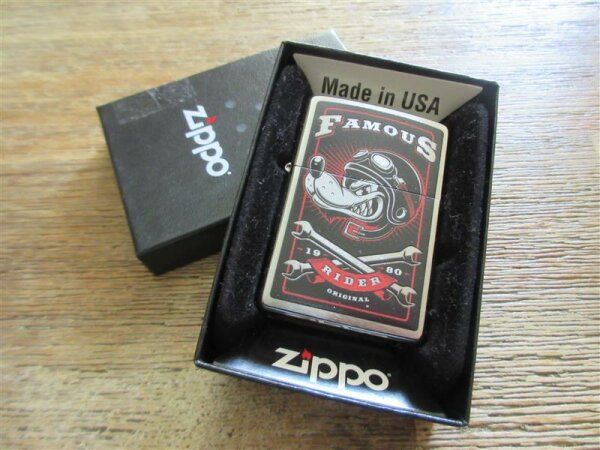 Zippo
Made in USA
FAMOUS
19 80
RIDER
ORIGINAL
Zippo